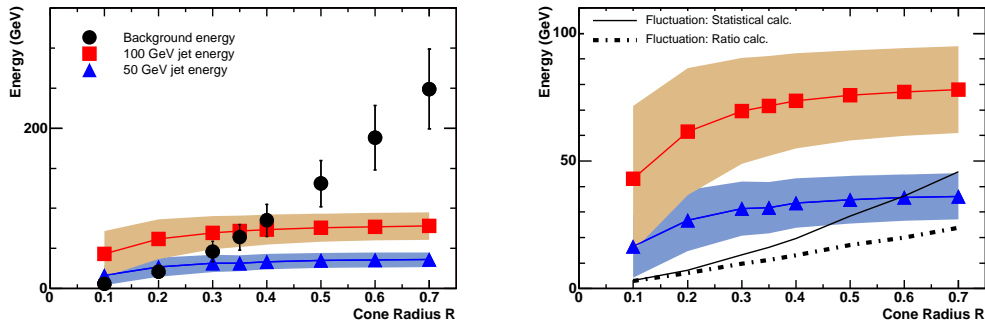 Energy (GeV)
Background energy
100 GeV jet energy
50 GeV jet energy
200
0
0 0.1 0.2 0.3 0.4 0.5 0.6 0.7
Cone Radius R
Energy (GeV)
Fluctuation: Statistical calc.
Fluctuation: Ratio calc.
100
50
0
0 0.1 0.2 0.3 0.4 0.5 0.6 0.7
Cone Radius R